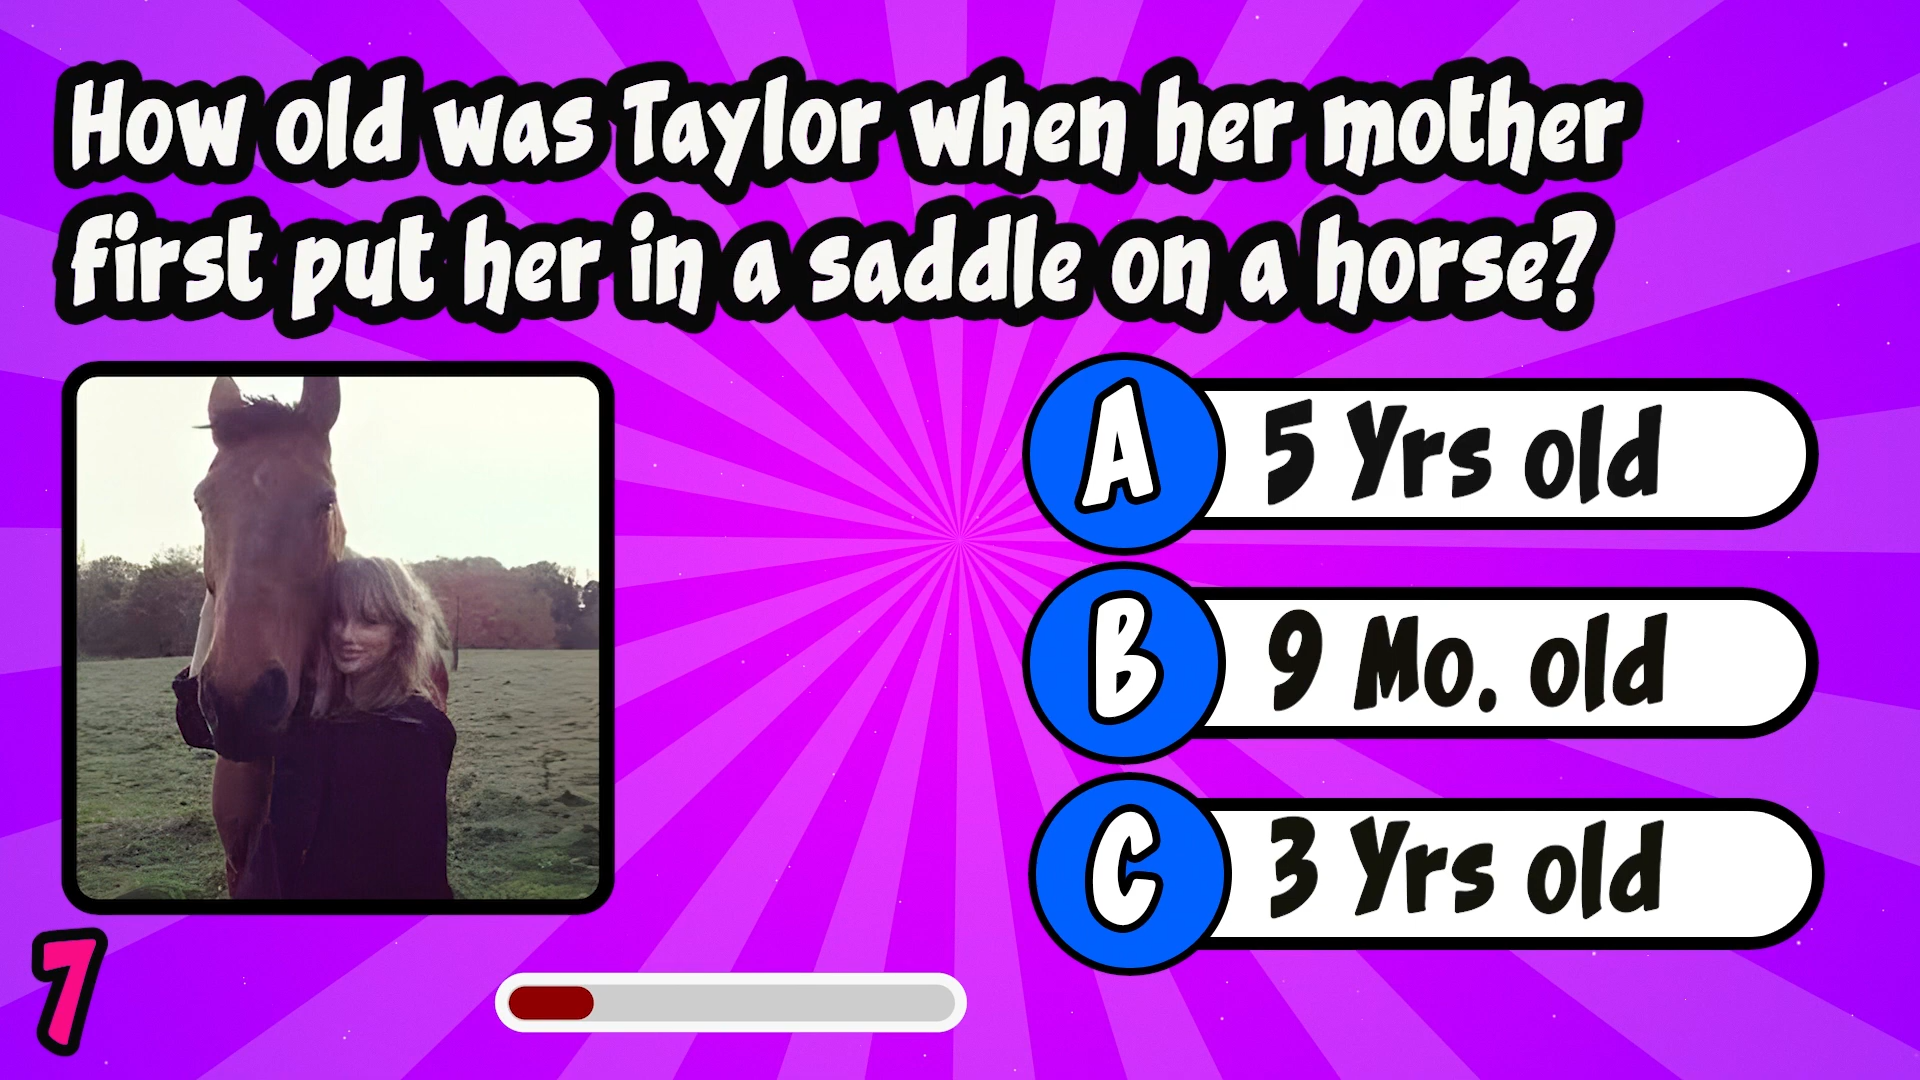 How old was Taylor when her mother
first put her in a saddle on a horse?
A 5 Yrs old
B 9 Mo. old
C 3 Yrs old
7